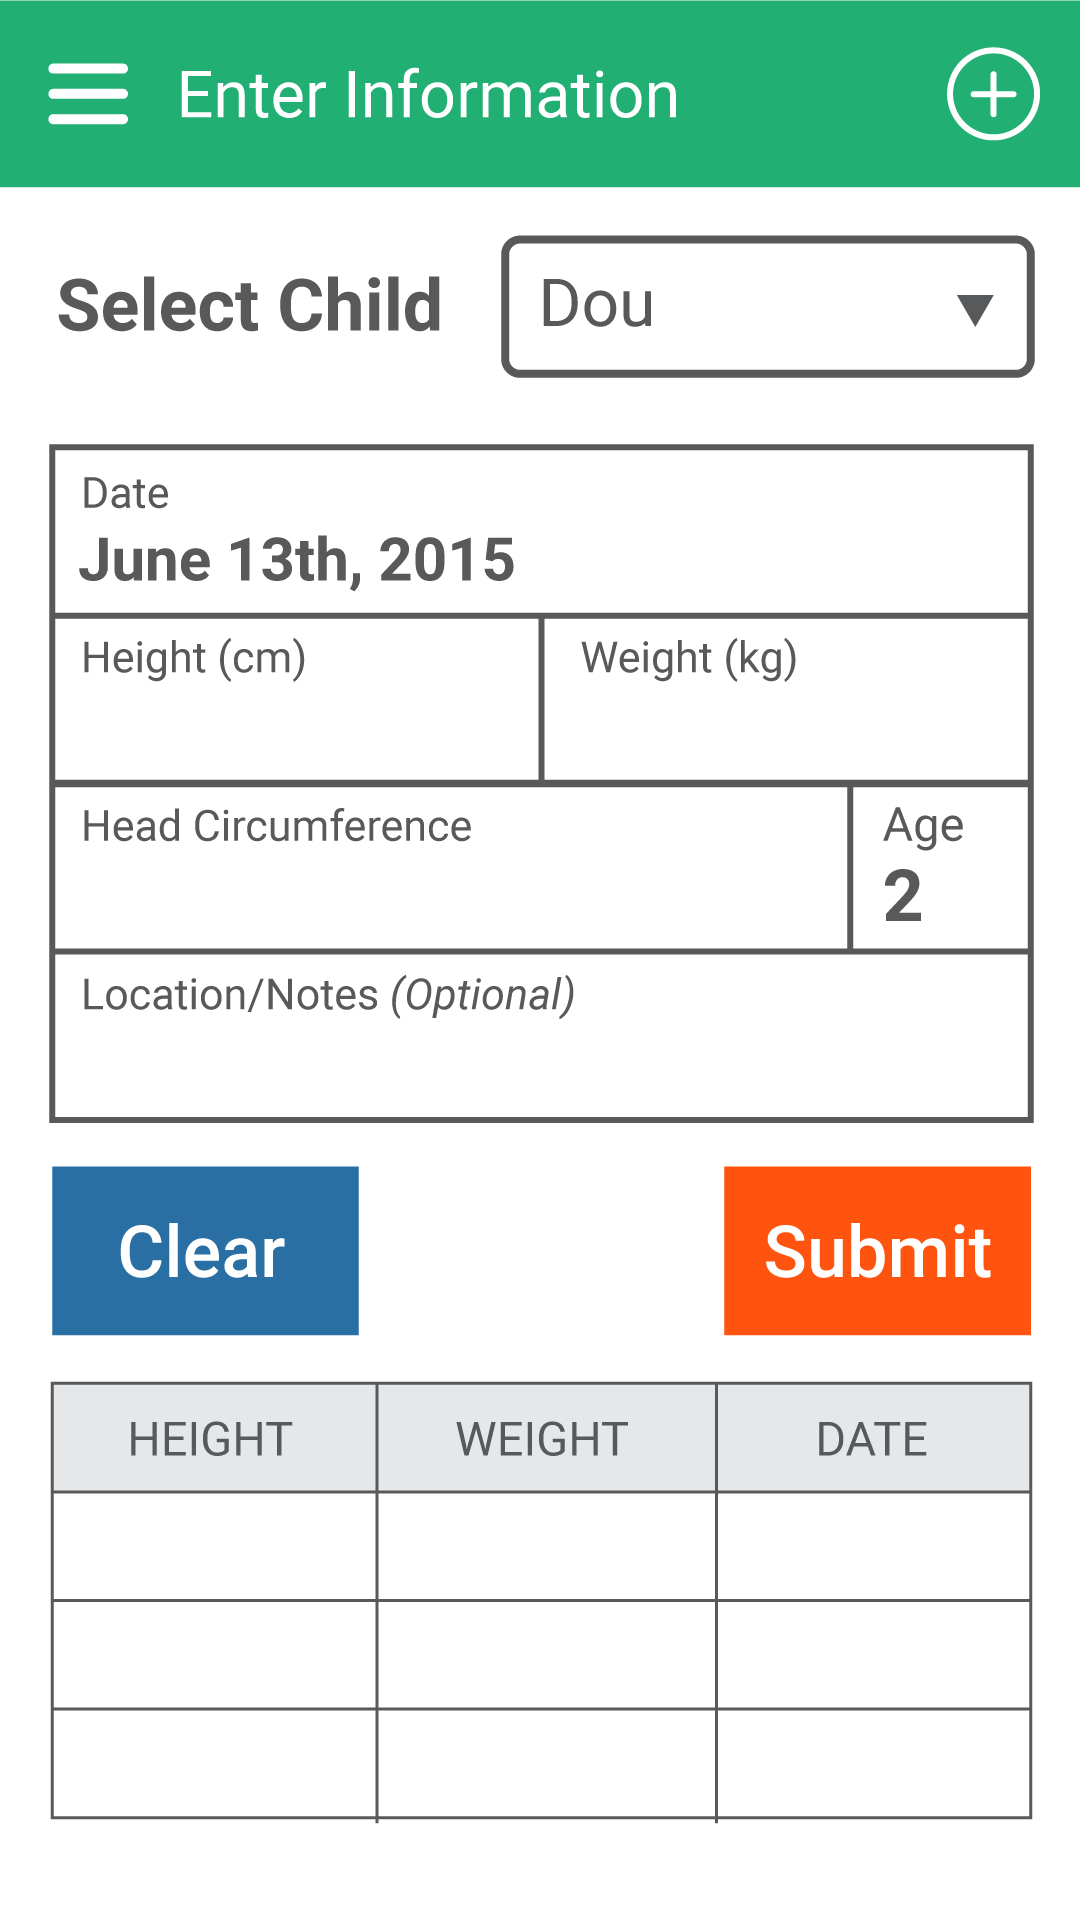 Enter Information
Select Child
Dou
Date
June 13th, 2015
Height (cm)
Weight (kg)
Head Circumference
Age
2
Location/Notes (Optional)
Clear
Submit
HEIGHT
WEIGHT
DATE